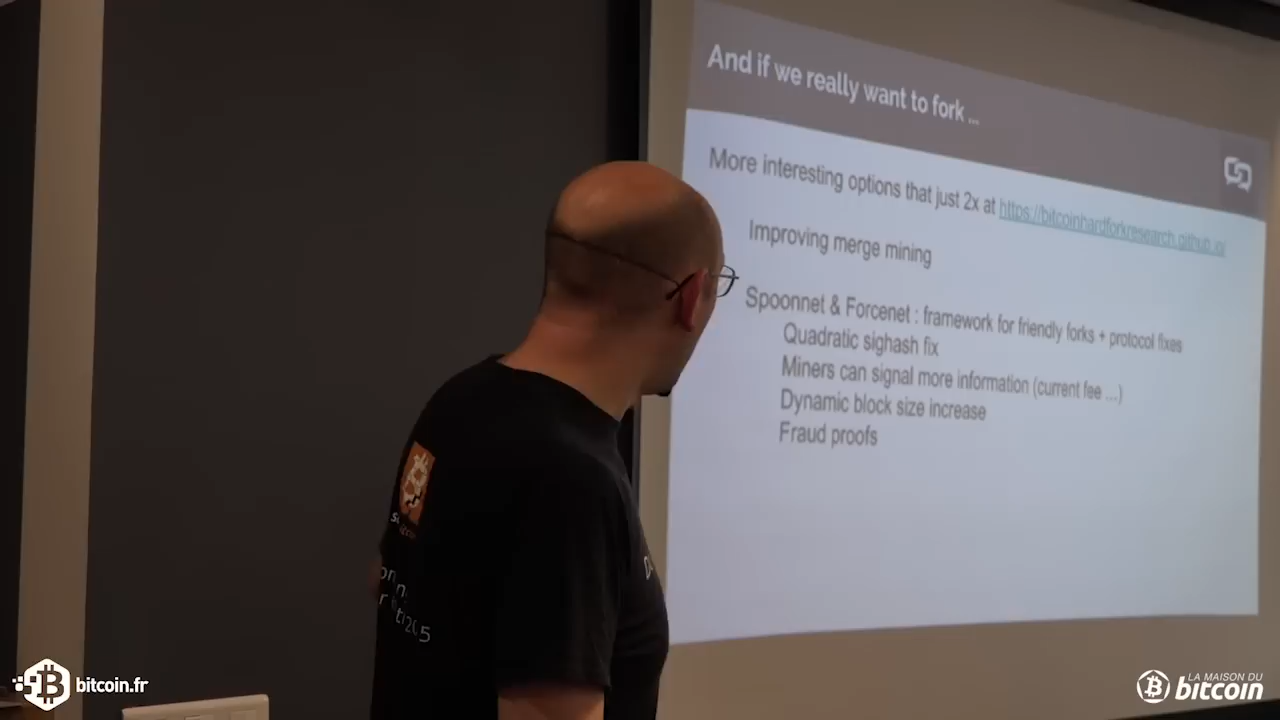 And if we really want to fork ...
More interesting options that just 2x at https://bitcoinhardforkresearch.github.io/
Improving merge mining
Spoonnet & Forcenet : framework for friendly forks + protocol fixes
Quadratic sighash fix
Miners can signal more information (current fee ...)
Dynamic block size increase
Fraud proofs
bitcoin.fr
LA MAISON DU
bitcoin